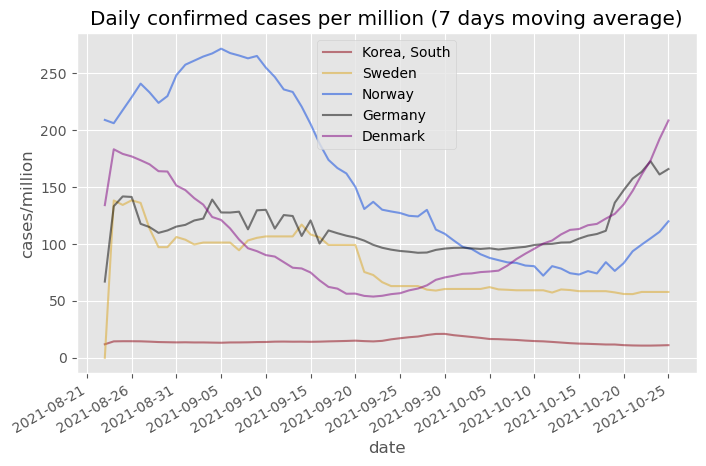 Daily confirmed cases per million (7 days moving average)
Korea, South
Sweden
Norway
Germany
Denmark
cases/million
250
200
150
100
50
0
2021-08-21
2021-08-26
2021-08-31
2021-09-05
2021-09-10
2021-09-15
2021-09-20
2021-09-25
2021-09-30
2021-10-05
2021-10-10
2021-10-15
2021-10-20
2021-10-25
date